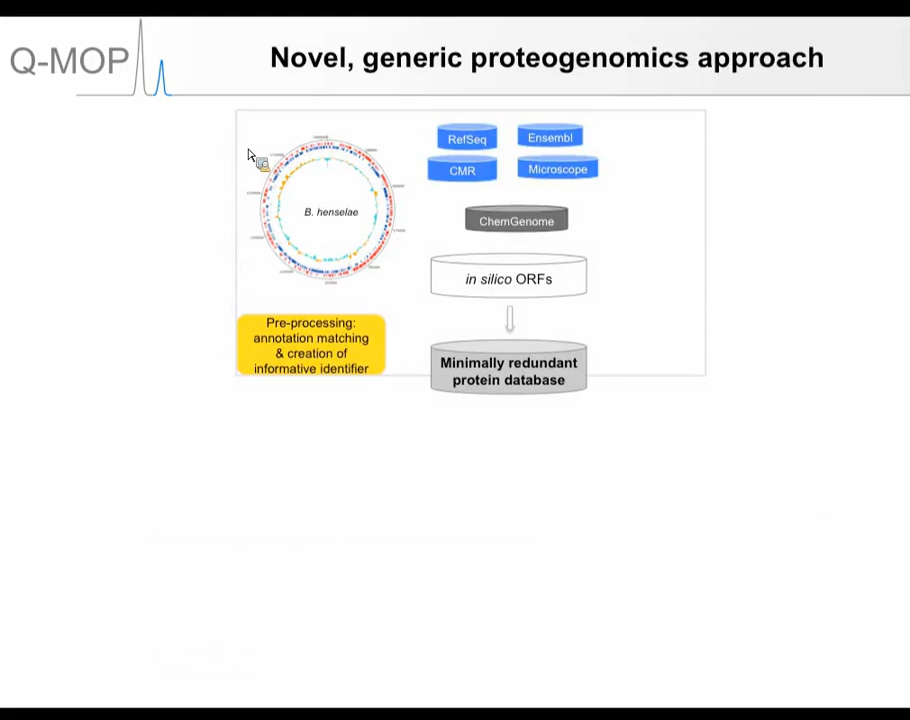 Q-MOP
Novel, generic proteogenomics approach
RefSeq
Ensembl
CMR
Microscope
B. henselae
ChemGenome
in silico ORFs
Pre-processing:
annotation matching
& creation of
informative identifier
Minimally redundant
protein database